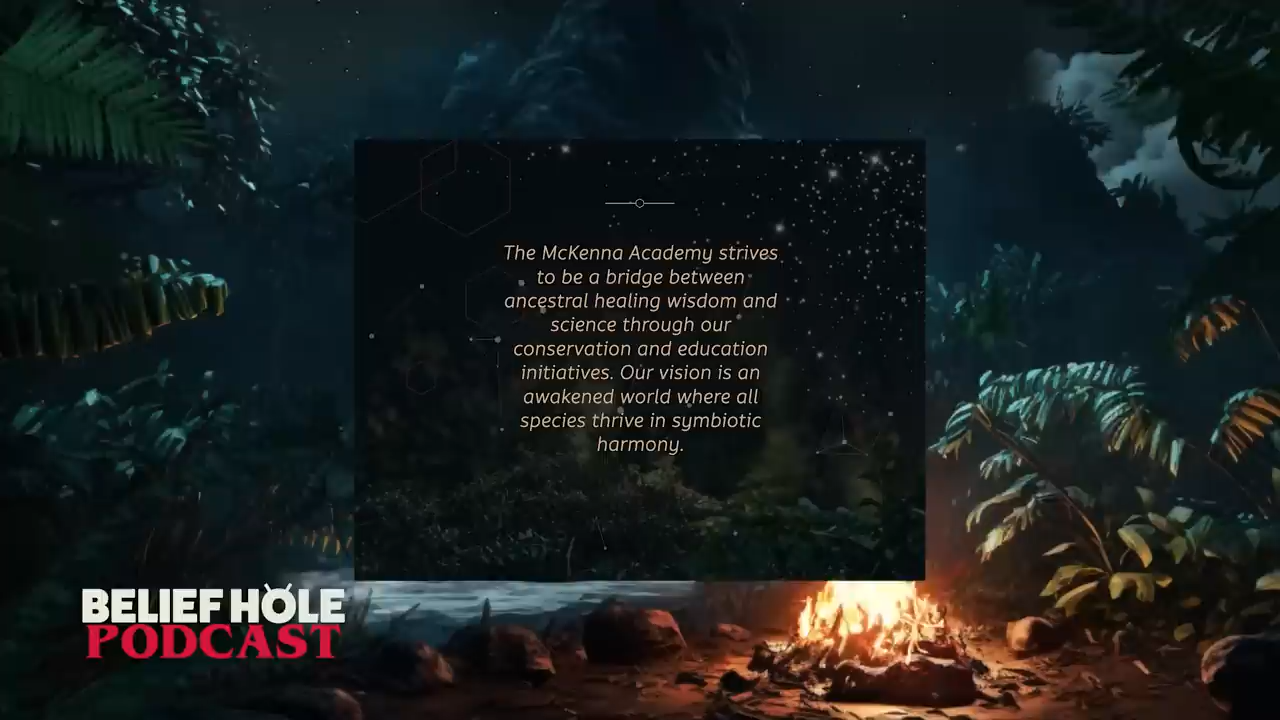 The McKenna Academy strives
to be a bridge between
ancestral healing wisdom and
science through our
conservation and education
initiatives. Our vision is an
awakened world where all
species thrive in symbiotic
harmony.
BELIEF HOLE
PODCAST